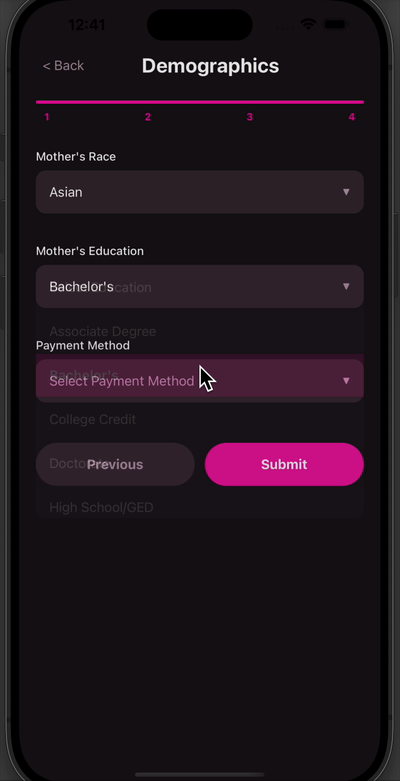 12:41
< Back
Demographics
1 2 3 4
Mother's Race
Asian
Mother's Education
Bachelor's
Associate Degree
Payment Method
Bachelor's
Select Payment Method
College Credit
Previous
Submit
High School/GED